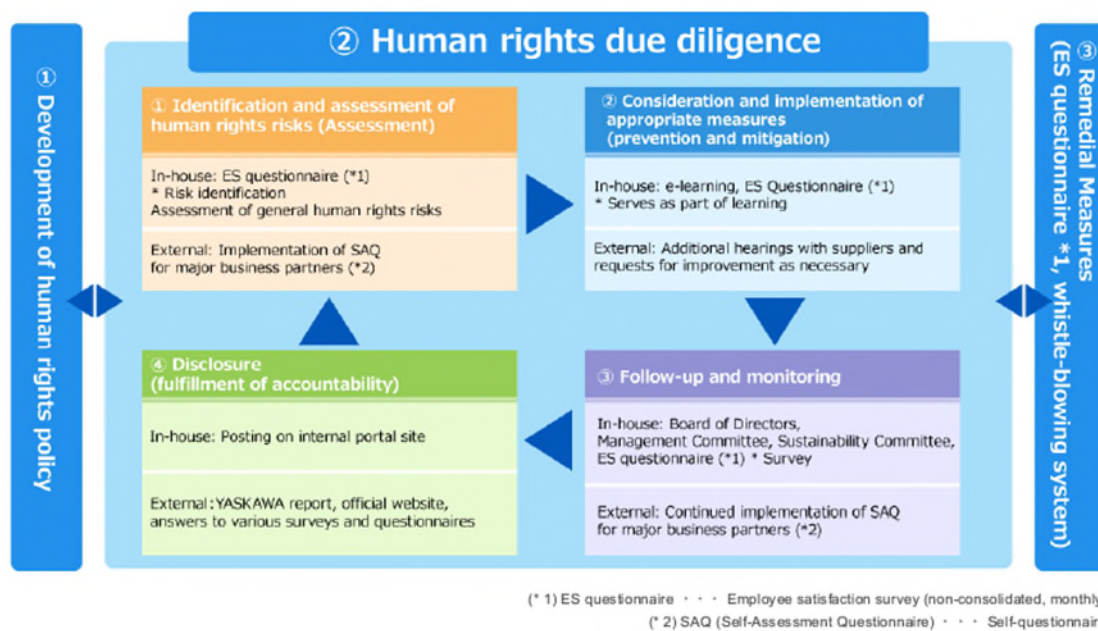 ① Development of human rights policy
② Human rights due diligence
① Identification and assessment of
human rights risks (Assessment)
In-house: ES questionnaire (*1)
* Risk identification
Assessment of general human rights risks
External: Implementation of SAQ
for major business partners (*2)
② Consideration and implementation of
appropriate measures
(prevention and mitigation)
In-house: e-learning, ES Questionnaire (*1)
* Serves as part of learning
External: Additional hearings with suppliers and
requests for improvement as necessary
③ Follow-up and monitoring
In-house: Board of Directors,
Management Committee, Sustainability Committee,
ES questionnaire (*1) * Survey
External: Continued implementation of SAQ
for major business partners (*2)
④ Disclosure
(fulfillment of accountability)
In-house: Posting on internal portal site
External: YASKAWA report, official website,
answers to various surveys and questionnaires
③ Remedial Measures
(ES questionnaire *1, whistle-blowing system)
(* 1) ES questionnaire ・・・ Employee satisfaction survey (non-consolidated, monthly
(* 2) SAQ (Self-Assessment Questionnaire) ・・・ Self-questionnair